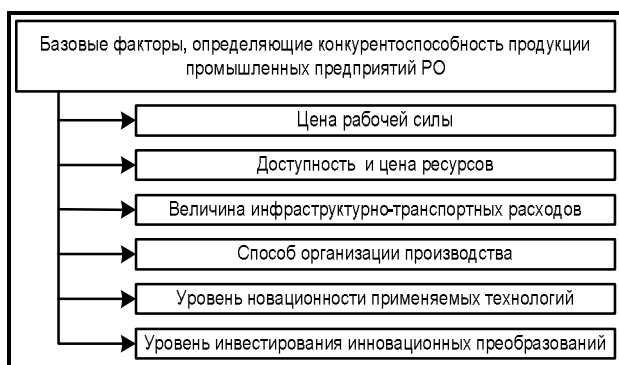 Базовые факторы, определяющие конкурентоспособность продукции
промышленных предприятий РО
Цена рабочей силы
Доступность и цена ресурсов
Величина инфраструктурно-транспортных расходов
Способ организации производства
Уровень новационности применяемых технологий
Уровень инвестирования инновационных преобразований